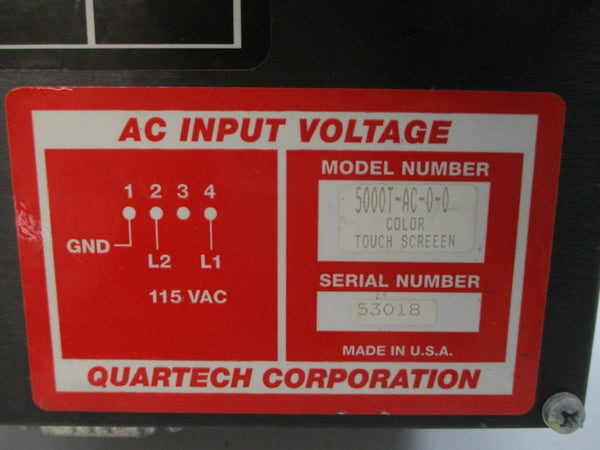 AC INPUT VOLTAGE
1 2 3 4
GND
L2 L1
115 VAC
MODEL NUMBER
5000T-AC-0-0
COLOR
TOUCH SCREEEN
SERIAL NUMBER
53018
MADE IN U.S.A.
QUARTECH CORPORATION